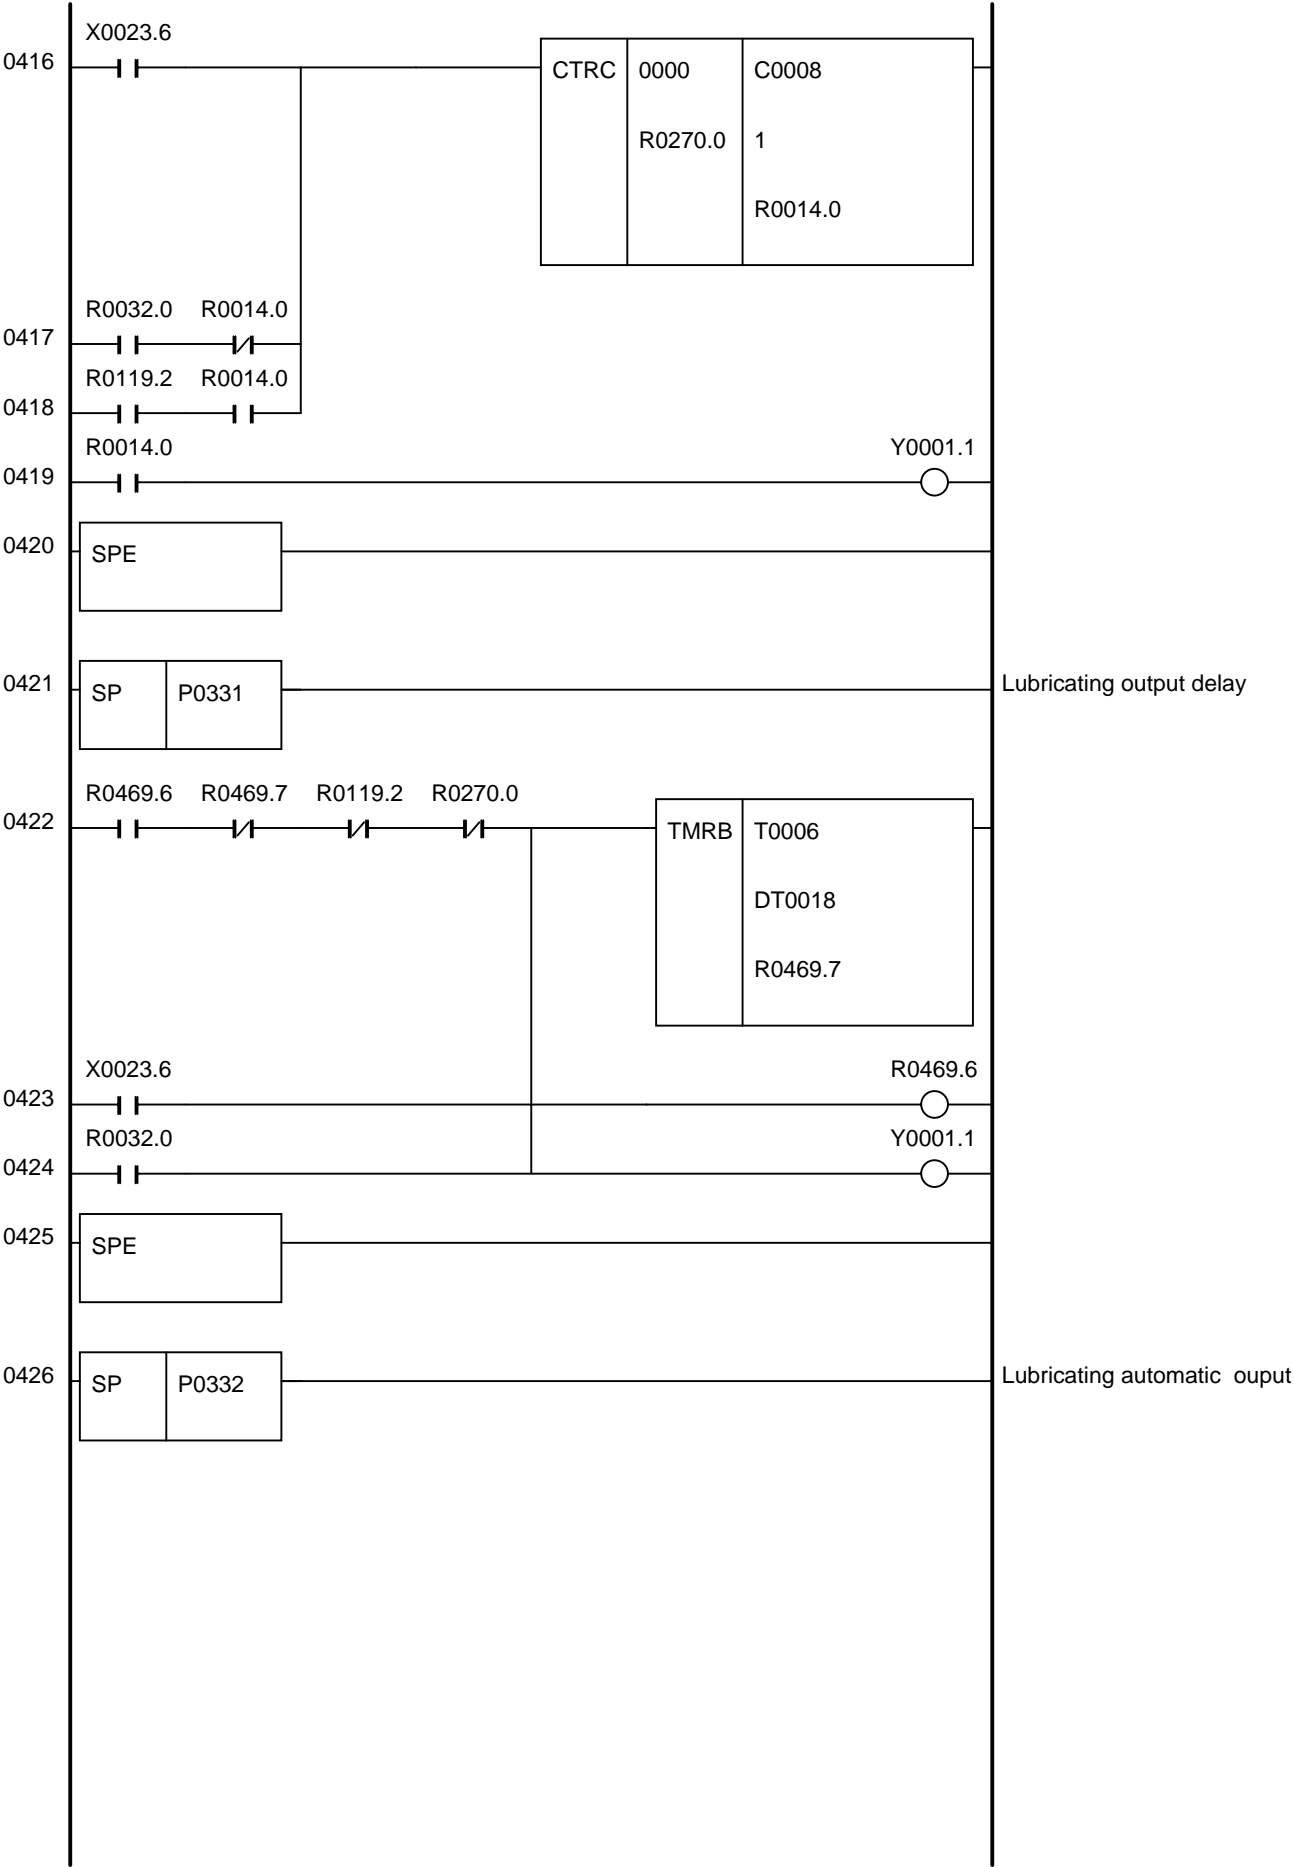 X0023.6
0416
CTRC 0000 C0008
R0270.0 1
R0014.0
R0032.0 R0014.0
0417
R0119.2 R0014.0
0418
R0014.0 Y0001.1
0419
0420 SPE
0421 SP P0331 Lubricating output delay
R0469.6 R0469.7 R0119.2 R0270.0
0422 TMRB T0006
DT0018
R0469.7
X0023.6 R0469.6
0423
R0032.0 Y0001.1
0424
0425 SPE
0426 SP P0332 Lubricating automatic ouput